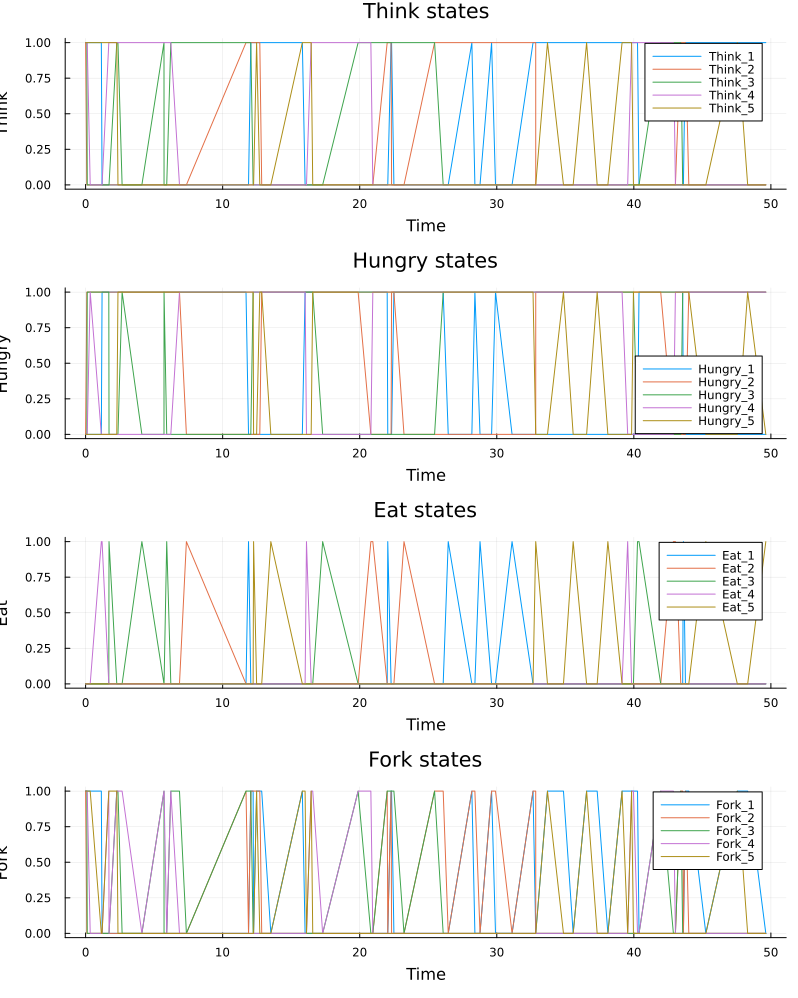 Think states
1.00
0.75
0.50
0.25
0.00
Think
Think_1
Think_2
Think_3
Think_4
Think_5
0 10 20 30 40 50
Time
Hungry states
1.00
0.75
0.50
0.25
0.00
Hungry
Hungry_1
Hungry_2
Hungry_3
Hungry_4
Hungry_5
0 10 20 30 40 50
Time
Eat states
1.00
0.75
0.50
0.25
0.00
Eat
Eat_1
Eat_2
Eat_3
Eat_4
Eat_5
0 10 20 30 40 50
Time
Fork states
1.00
0.75
0.50
0.25
0.00
Fork
Fork_1
Fork_2
Fork_3
Fork_4
Fork_5
0 10 20 30 40 50
Time